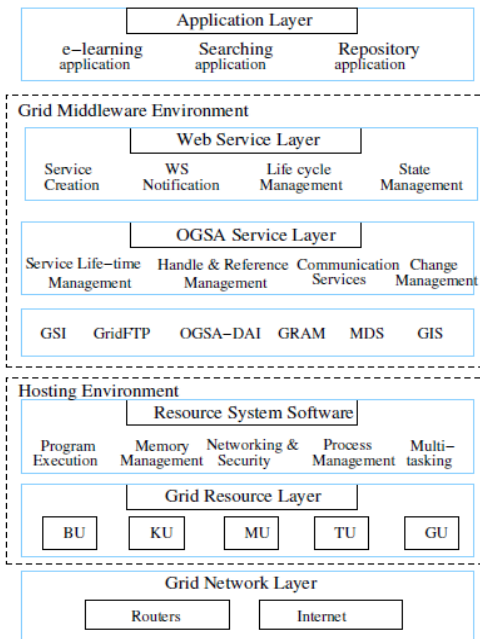 Application Layer
e−learning Searching Repository
application application application
Grid Middleware Environment
Web Service Layer
Service WS Life cycle State
Creation Notification Management Management
OGSA Service Layer
Service Life−time Handle & Reference Communication Change
Management Management Services Management
GSI GridFTP OGSA−DAI GRAM MDS GIS
Hosting Environment
Resource System Software
Program Memory Networking & Process Multi−
Execution Management Security Management tasking
Grid Resource Layer
BU KU MU TU GU
Grid Network Layer
Routers Internet